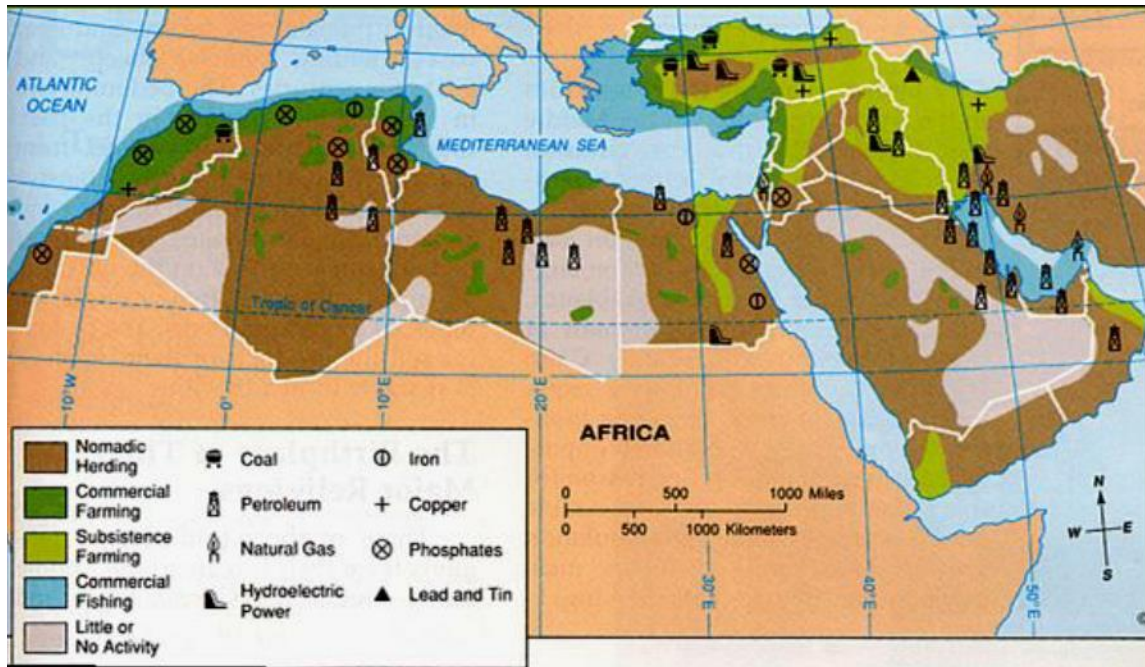 ATLANTIC
OCEAN
MEDITERRANEAN SEA
Tropic of Cancer
10°W
0°
10°E
20°E
30°E
40°E
50°E
AFRICA
0 500 1000 Miles
0 500 1000 Kilometers
N
W E
S
Nomadic
Herding
Commercial
Farming
Subsistence
Farming
Commercial
Fishing
Little or
No Activity
Coal
Petroleum
Natural Gas
Hydroelectric
Power
Iron
Copper
Phosphates
Lead and Tin